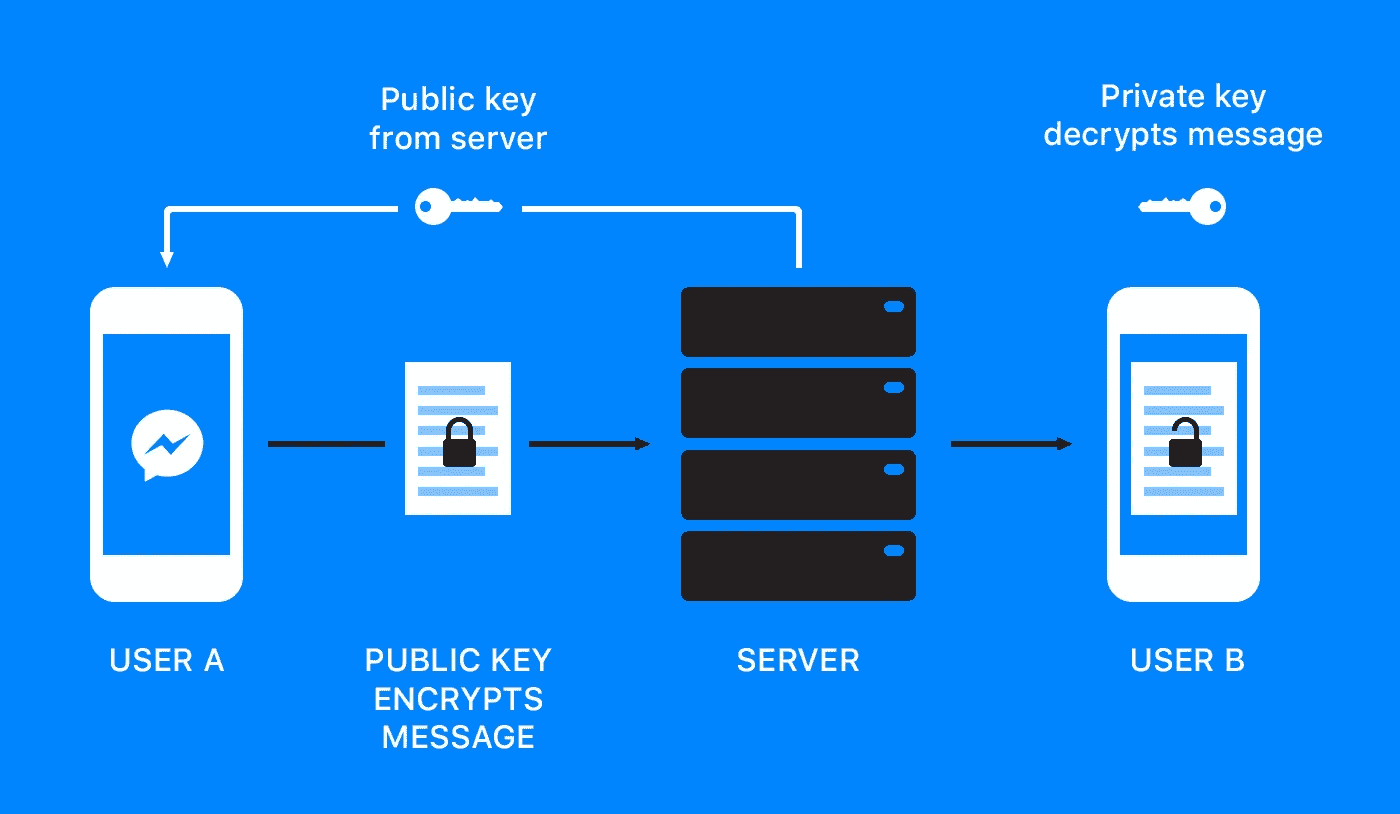 Public key
from server
Private key
decrypts message
USER A
PUBLIC KEY
ENCRYPTS
MESSAGE
SERVER
USER B